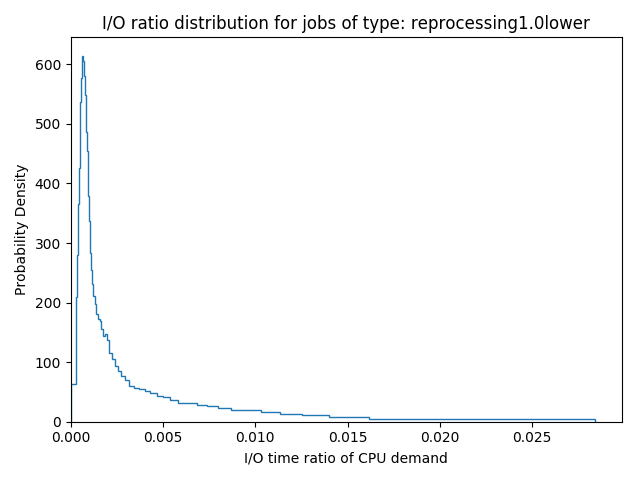 I/O ratio distribution for jobs of type: reprocessing1.0lower
600
500
400
300
200
100
0
Probability Density
0.000 0.005 0.010 0.015 0.020 0.025
I/O time ratio of CPU demand